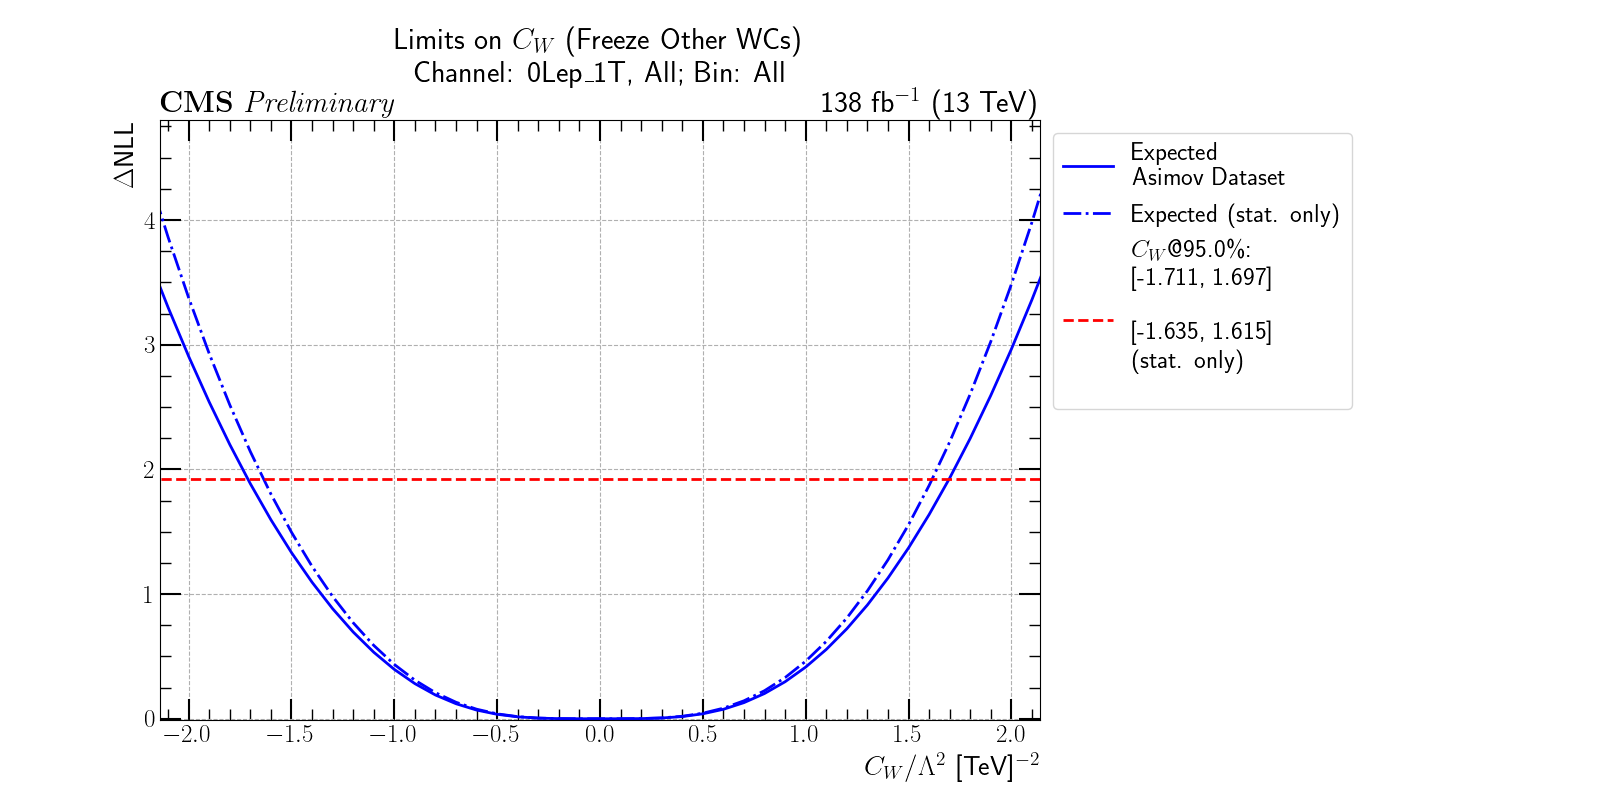 Limits on C_W (Freeze Other WCs)
Channel: 0Lep_1T, All; Bin: All
CMS Preliminary
138 fb⁻¹ (13 TeV)
ΔNLL
4
3
2
1
0
−2.0 −1.5 −1.0 −0.5 0.0 0.5 1.0 1.5 2.0
C_W/Λ² [TeV]⁻²
Expected
Asimov Dataset
Expected (stat. only)
C_W@95.0%:
[-1.711, 1.697]
[-1.635, 1.615]
(stat. only)